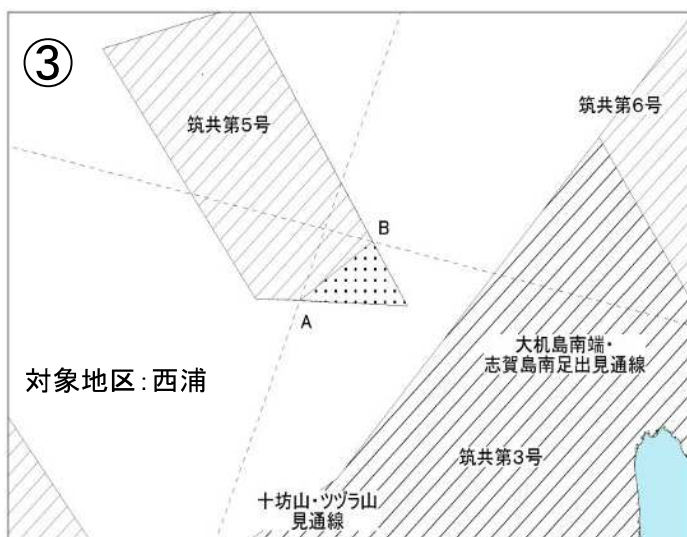 ③
筑共第5号
筑共第6号
B
A
大机島南端・
志賀島南足出見通線
対象地区:西浦
筑共第3号
十坊山・ツヅラ山
見通線